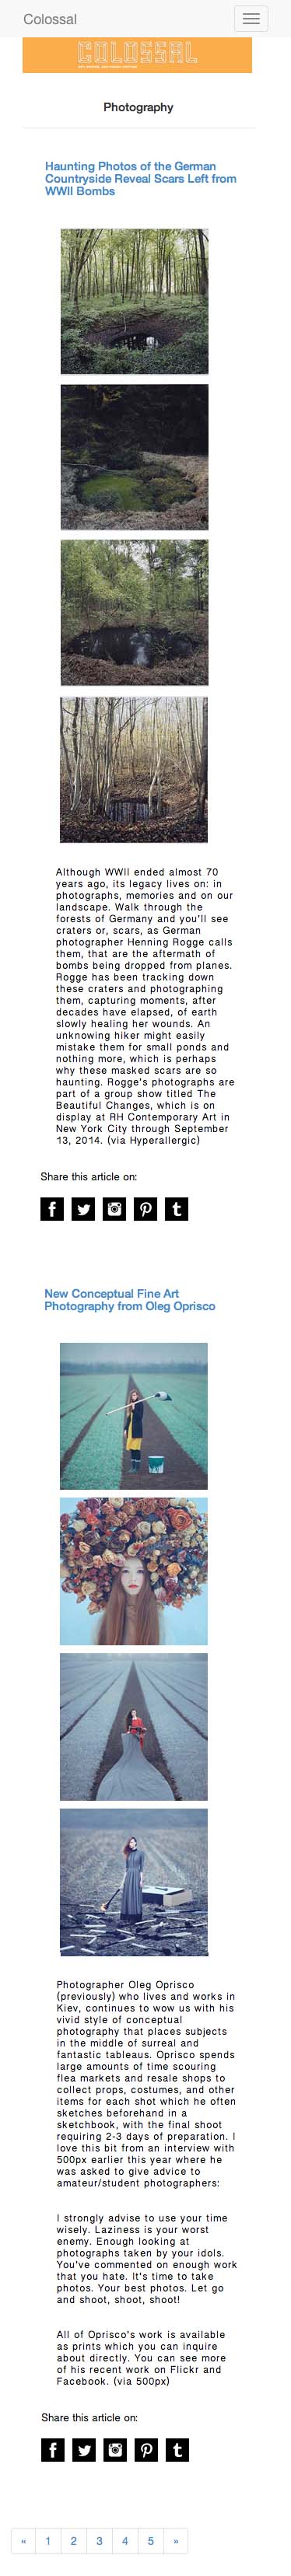 Colossal
COLOSSAL
Photography
Haunting Photos of the German
Countryside Reveal Scars Left from
WWII Bombs
Although WWII ended almost 70
years ago, its legacy lives on: in
photographs, memories and on our
landscape. Walk through the
forests of Germany and you'll see
craters or, scars, as German
photographer Henning Rogge calls
them, that are the aftermath of
bombs being dropped from planes.
Rogge has been tracking down
these craters and photographing
them, capturing moments, after
decades have elapsed, of earth
slowly healing her wounds. An
unknowing hiker might easily
mistake them for small ponds and
nothing more, which is perhaps
why these masked scars are so
haunting. Rogge's photographs are
part of a group show titled The
Beautiful Changes, which is on
display at RH Contemporary Art in
New York City through September
13, 2014. (via Hyperallergic)
Share this article on:
New Conceptual Fine Art
Photography from Oleg Oprisco
Photographer Oleg Oprisco
(previously) who lives and works in
Kiev, continues to wow us with his
vivid style of conceptual
photography that places subjects
in the middle of surreal and
fantastic tableaus. Oprisco spends
large amounts of time scouring
flea markets and resale shops to
collect props, costumes, and other
items for each shot which he often
sketches beforehand in a
sketchbook, with the final shoot
requiring 2-3 days of preparation. I
love this bit from an interview with
500px earlier this year where he
was asked to give advice to
amateur/student photographers:
I strongly advise to use your time
wisely. Laziness is your worst
enemy. Enough looking at
photographs taken by your idols.
You've commented on enough work
that you hate. It's time to take
photos. Your best photos. Let go
and shoot, shoot, shoot!
All of Oprisco's work is available
as prints which you can inquire
about directly. You can see more
of his recent work on Flickr and
Facebook. (via 500px)
Share this article on:
« 1 2 3 4 5 »